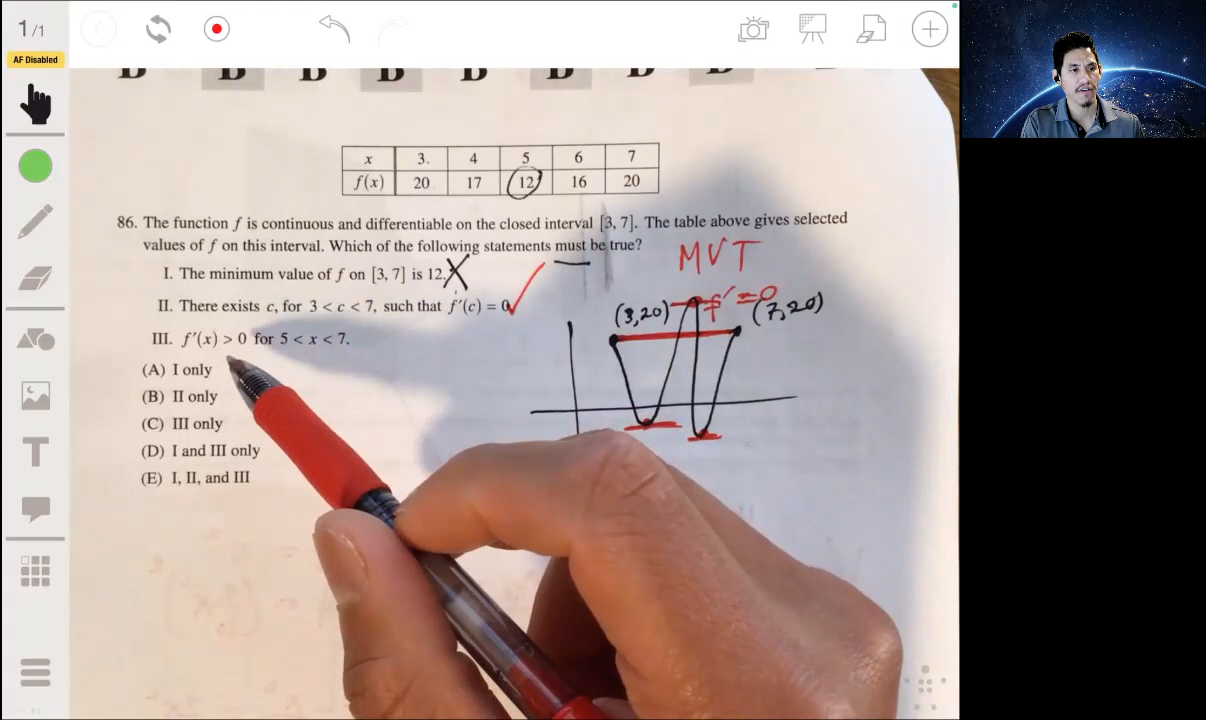 1/1
AF Disabled
x 3. 4 5 6 7
f(x) 20 17 12 16 20
86. The function f is continuous and differentiable on the closed interval [3, 7]. The table above gives selected
values of f on this interval. Which of the following statements must be true?
MVT
I. The minimum value of f on [3, 7] is 12.
II. There exists c, for 3 < c < 7, such that f'(c) = 0
(3,20) f'=0 (7,20)
III. f'(x) > 0 for 5 < x < 7.
(A) I only
(B) II only
(C) III only
(D) I and III only
(E) I, II, and III
T